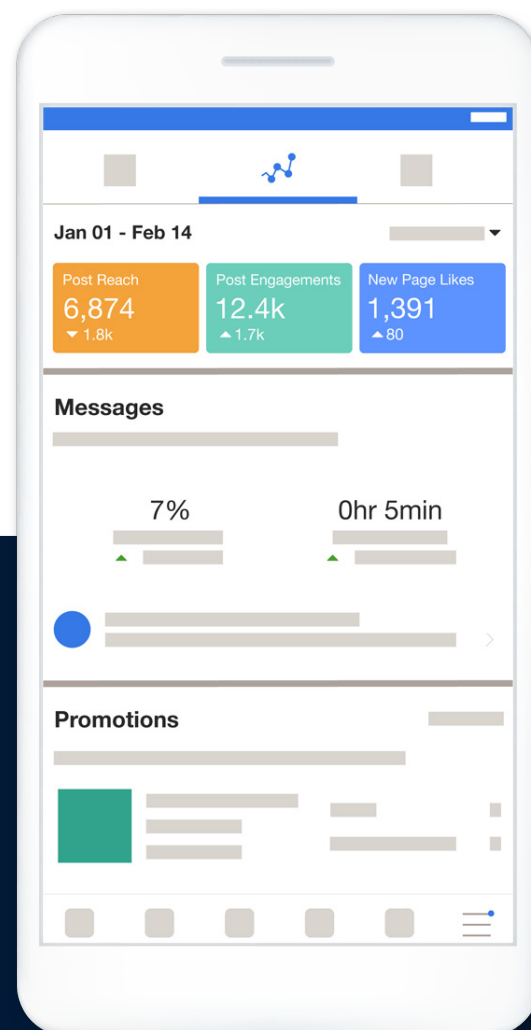 Jan 01 - Feb 14
Post Reach
6,874
1.8k
Post Engagements
12.4k
1.7k
New Page Likes
1,391
80
Messages
7%
0hr 5min
Promotions